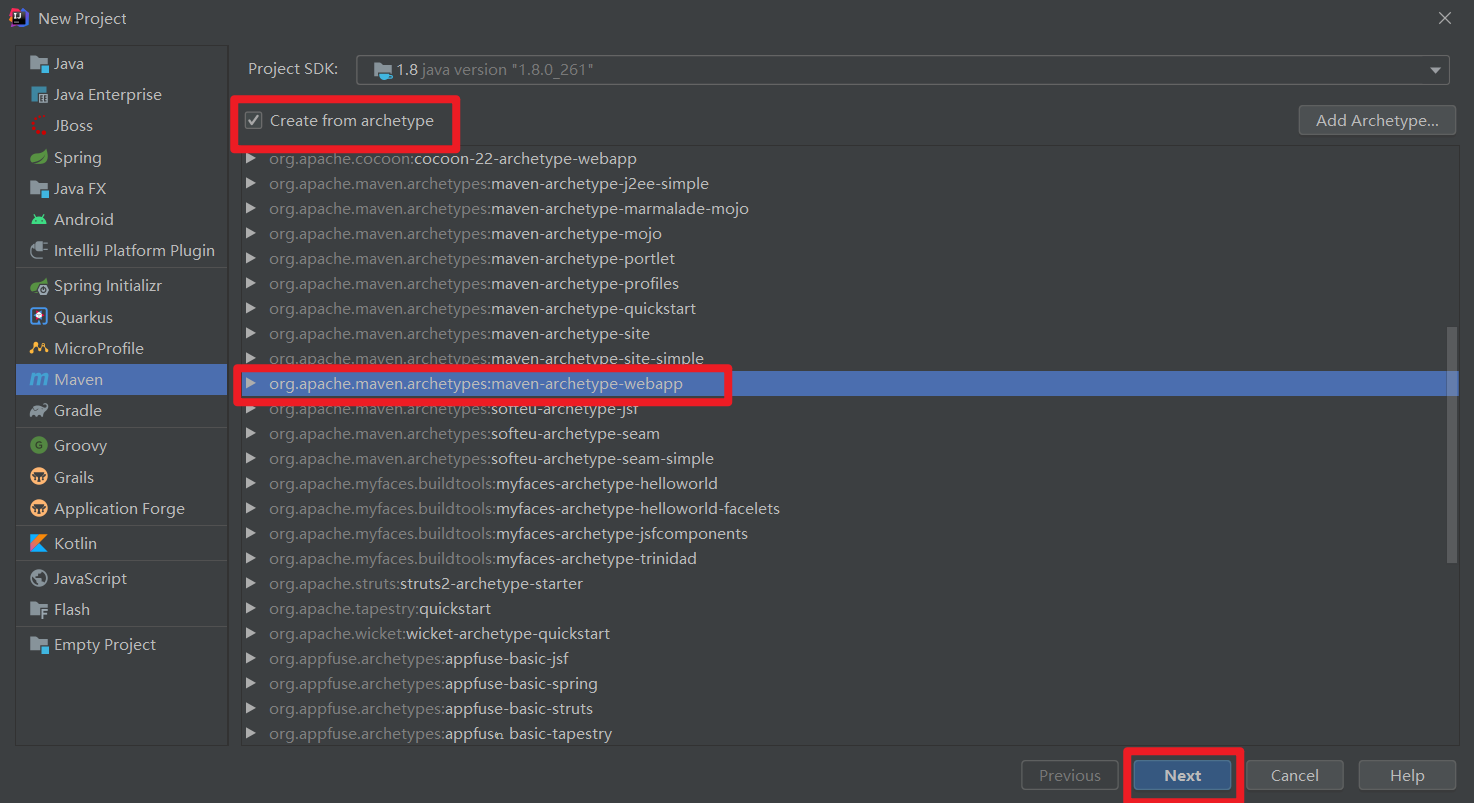 New Project
Java
Java Enterprise
JBoss
Spring
Java FX
Android
IntelliJ Platform Plugin
Spring Initializr
Quarkus
MicroProfile
Maven
Gradle
Groovy
Grails
Application Forge
Kotlin
JavaScript
Flash
Empty Project
Project SDK: 1.8 java version "1.8.0_261"
Create from archetype
Add Archetype...
org.apache.cocoon:cocoon-22-archetype-webapp
org.apache.maven.archetypes:maven-archetype-j2ee-simple
org.apache.maven.archetypes:maven-archetype-marmalade-mojo
org.apache.maven.archetypes:maven-archetype-mojo
org.apache.maven.archetypes:maven-archetype-portlet
org.apache.maven.archetypes:maven-archetype-profiles
org.apache.maven.archetypes:maven-archetype-quickstart
org.apache.maven.archetypes:maven-archetype-site
org.apache.maven.archetypes:maven-archetype-site-simple
org.apache.maven.archetypes:maven-archetype-webapp
org.apache.maven.archetypes:softeu-archetype-jsf
org.apache.maven.archetypes:softeu-archetype-seam
org.apache.maven.archetypes:softeu-archetype-seam-simple
org.apache.myfaces.buildtools:myfaces-archetype-helloworld
org.apache.myfaces.buildtools:myfaces-archetype-helloworld-facelets
org.apache.myfaces.buildtools:myfaces-archetype-jsfcomponents
org.apache.myfaces.buildtools:myfaces-archetype-trinidad
org.apache.struts:struts2-archetype-starter
org.apache.tapestry:quickstart
org.apache.wicket:wicket-archetype-quickstart
org.appfuse.archetypes:appfuse-basic-jsf
org.appfuse.archetypes:appfuse-basic-spring
org.appfuse.archetypes:appfuse-basic-struts
org.appfuse.archetypes:appfuse basic-tapestry
Previous
Next
Cancel
Help